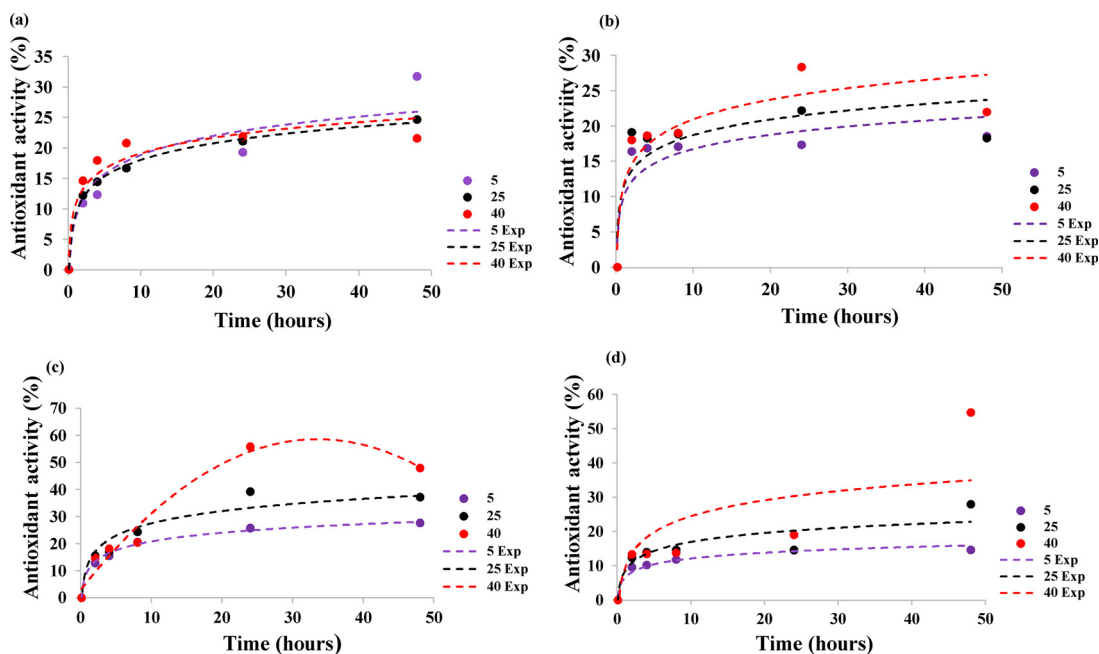 (a)
Antioxidant activity (%)
35
30
25
20
15
10
5
0
0 10 20 30 40 50
Time (hours)
5
25
40
5 Exp
25 Exp
40 Exp
(b)
Antioxidant activiity (%)
30
25
20
15
10
5
0
0 10 20 30 40 50
Time (hours)
5
25
40
5 Exp
25 Exp
40 Exp
(c)
Antioxidant activity (%)
70
60
50
40
30
20
10
0
0 10 20 30 40 50
Time (hours)
5
25
40
5 Exp
25 Exp
40 Exp
(d)
Antioxidant activty (%)
60
50
40
30
20
10
0
0 10 20 30 40 50
Time (hours)
5
25
40
5 Exp
25 Exp
40 Exp